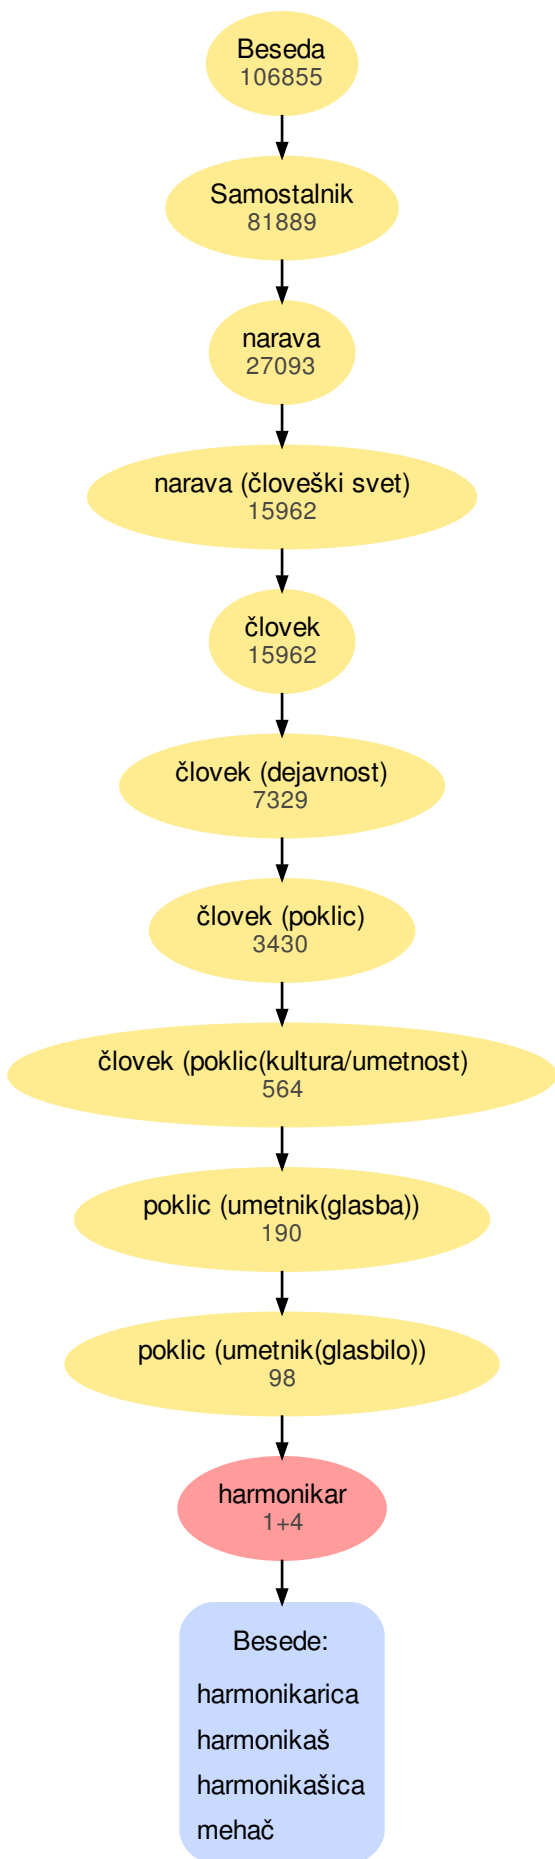 Beseda
106855
Samostalnik
81889
narava
27093
narava (človeški svet)
15962
človek
15962
človek (dejavnost)
7329
človek (poklic)
3430
človek (poklic(kultura/umetnost)
564
poklic (umetnik(glasba))
190
poklic (umetnik(glasbilo))
98
harmonikar
1+4
Besede:
harmonikarica
harmonikaš
harmonikašica
mehač